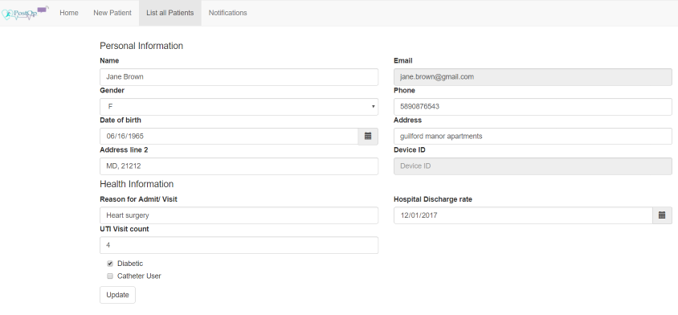 Home New Patient List all Patients Notifications
Personal Information
Name Email
Jane Brown jane.brown@gmail.com
Gender Phone
F 5890876543
Date of birth Address
06/16/1965 guilford manor apartments
Address line 2 Device ID
MD, 21212 Device ID
Health Information
Reason for Admit/ Visit Hospital Discharge rate
Heart surgery 12/01/2017
UTI Visit count
4
Diabetic
Catheter User
Update